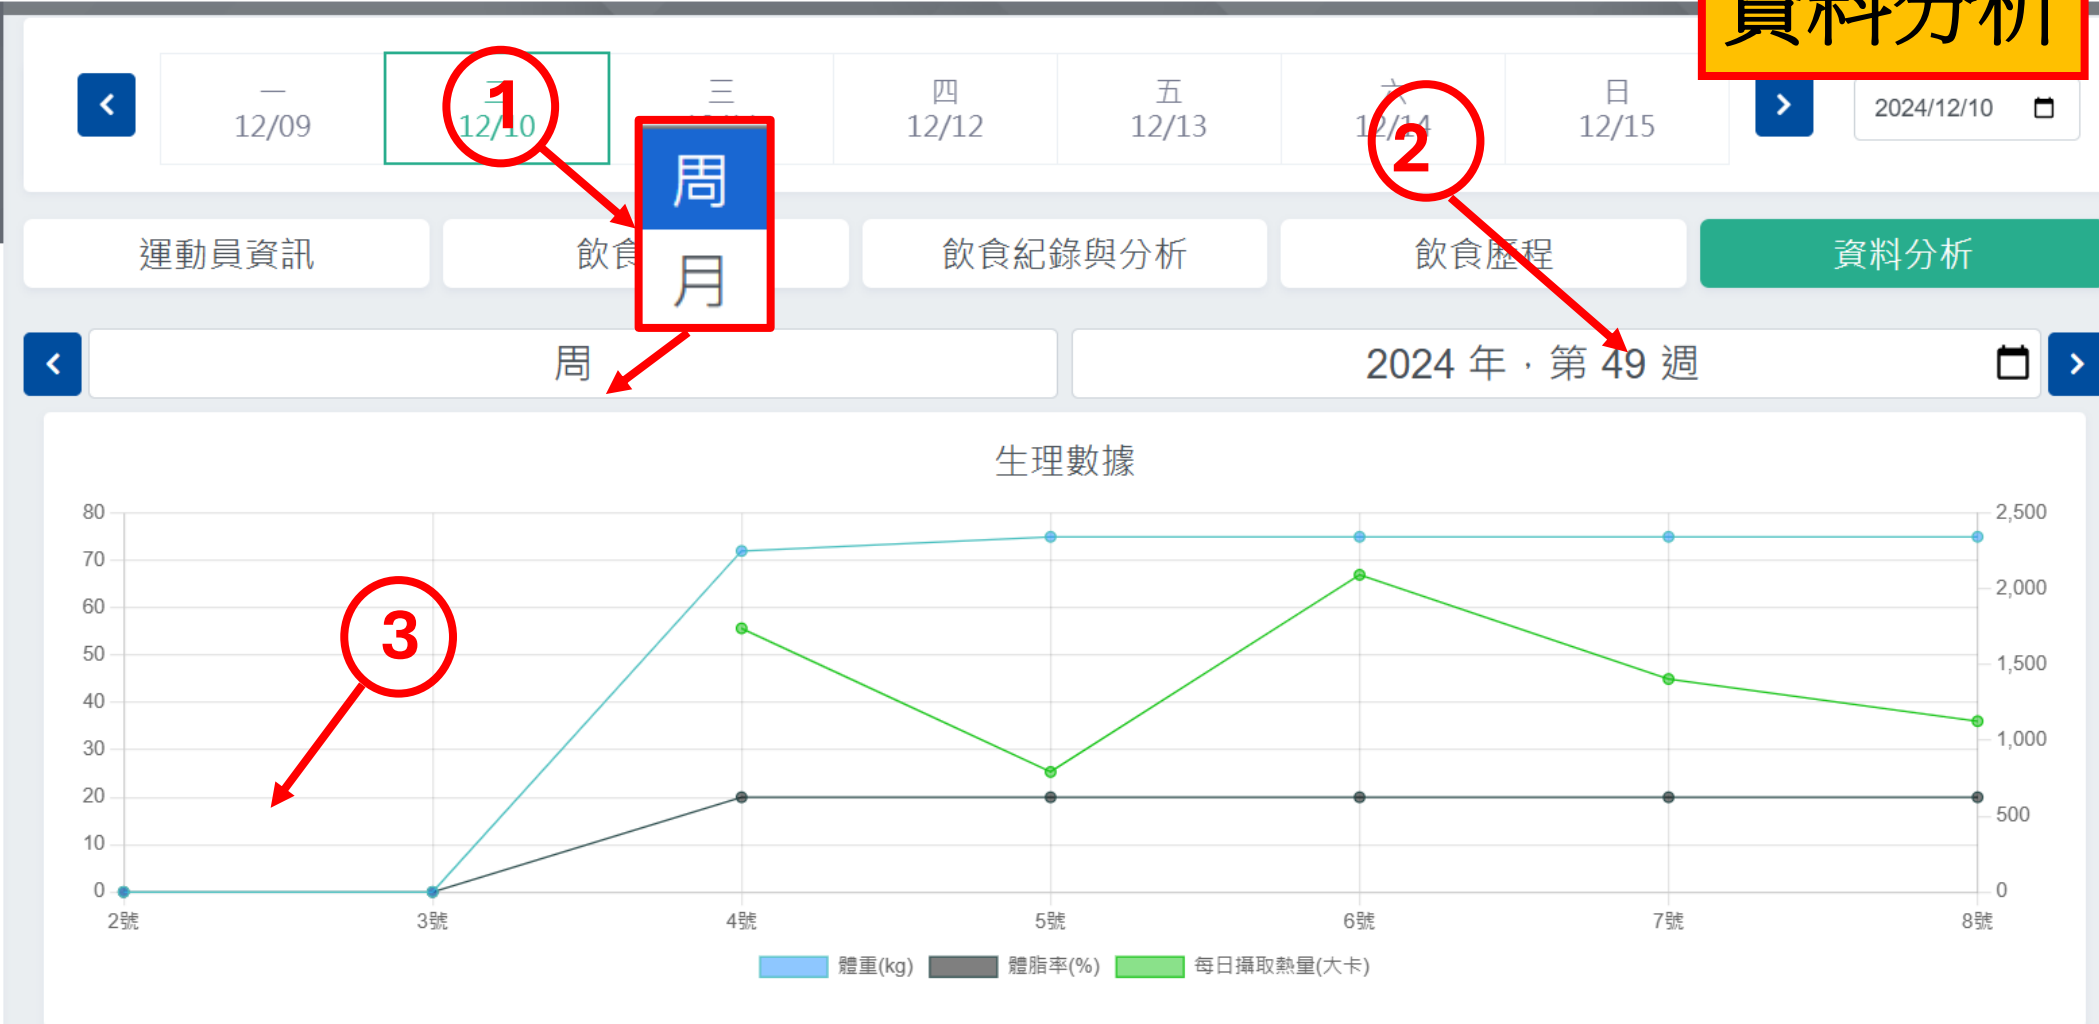 資料分析
一 三 四 五 六 日
12/09 12/10 12/12 12/13 12/14 12/15
2024/12/10
1
2
周
月
運動員資訊 飲食 飲食紀錄與分析 飲食歷程 資料分析
周 2024 年，第 49 週
生理數據
3
80
70
60
50
40
30
20
10
0
2,500
2,000
1,500
1,000
500
0
2號 3號 4號 5號 6號 7號 8號
體重(kg) 體脂率(%) 每日攝取熱量(大卡)